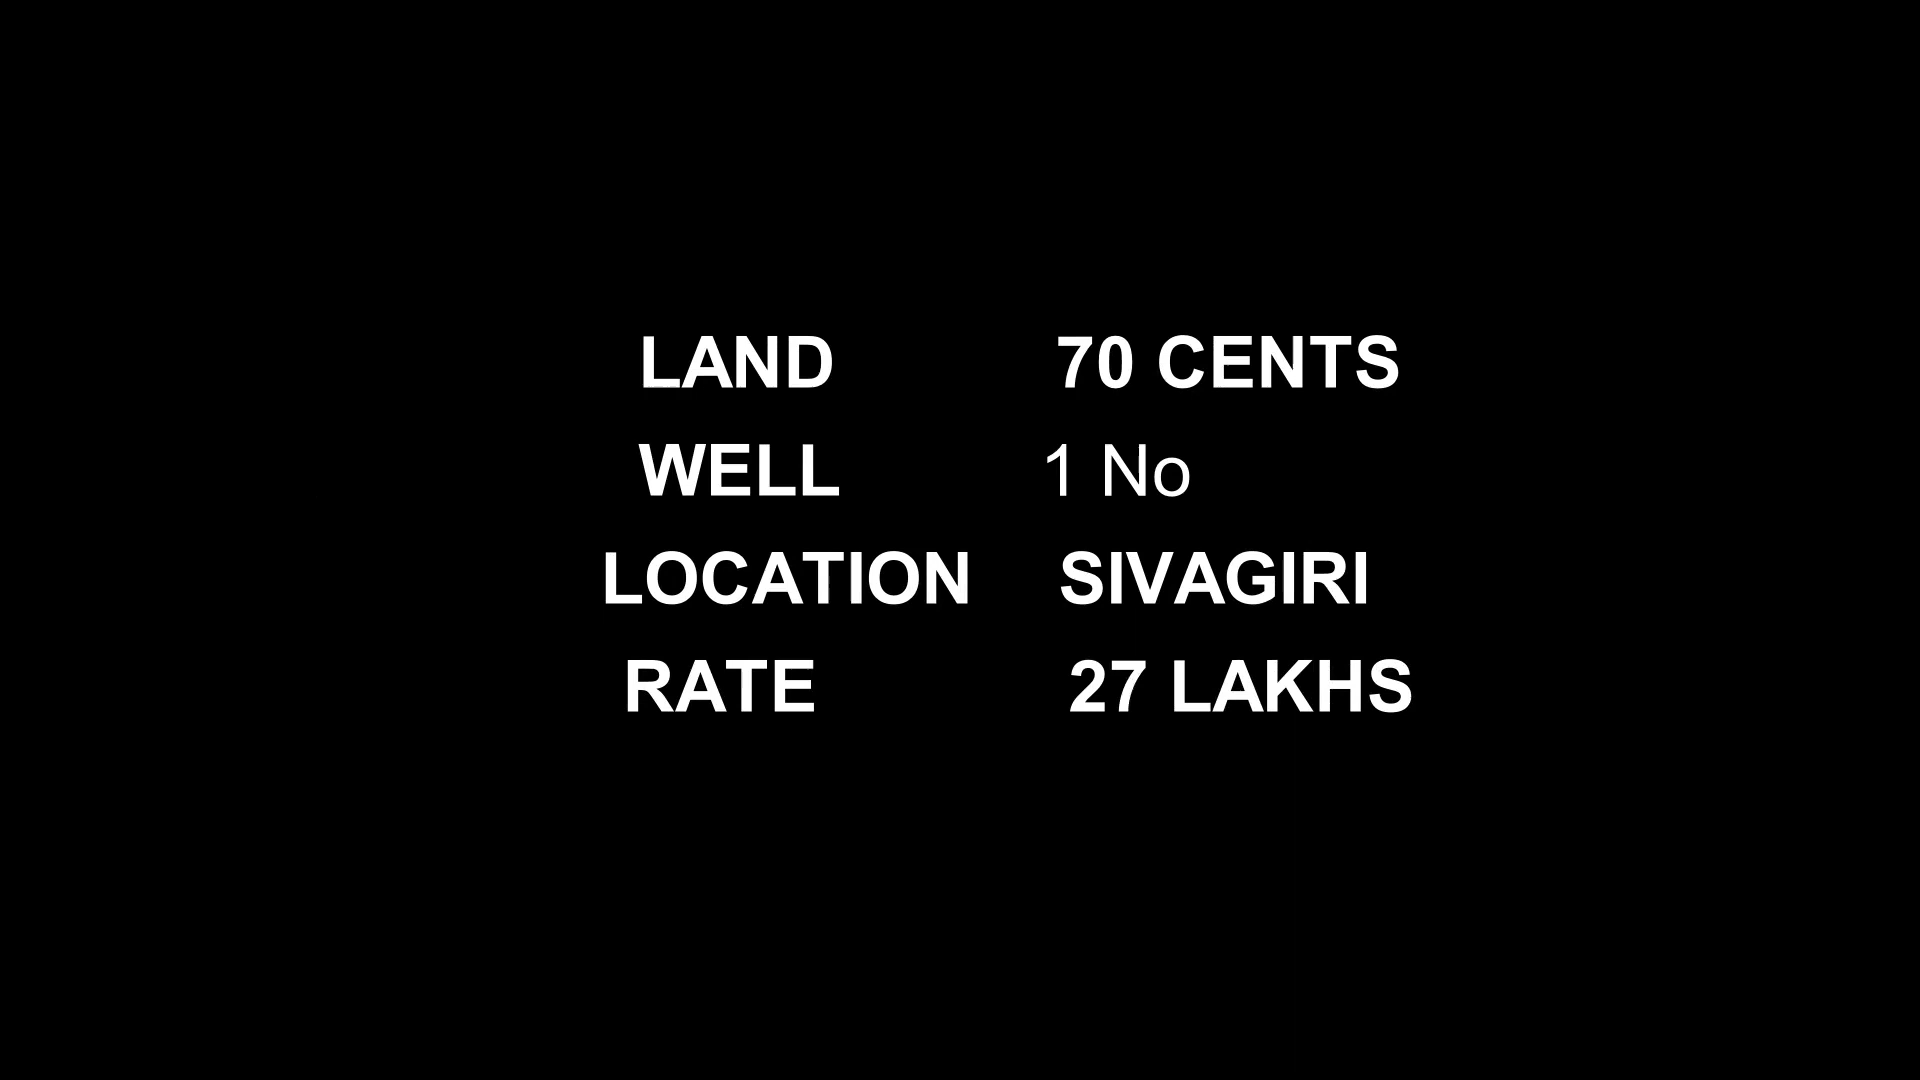 LAND 70 CENTS
WELL 1 No
LOCATION SIVAGIRI
RATE 27 LAKHS